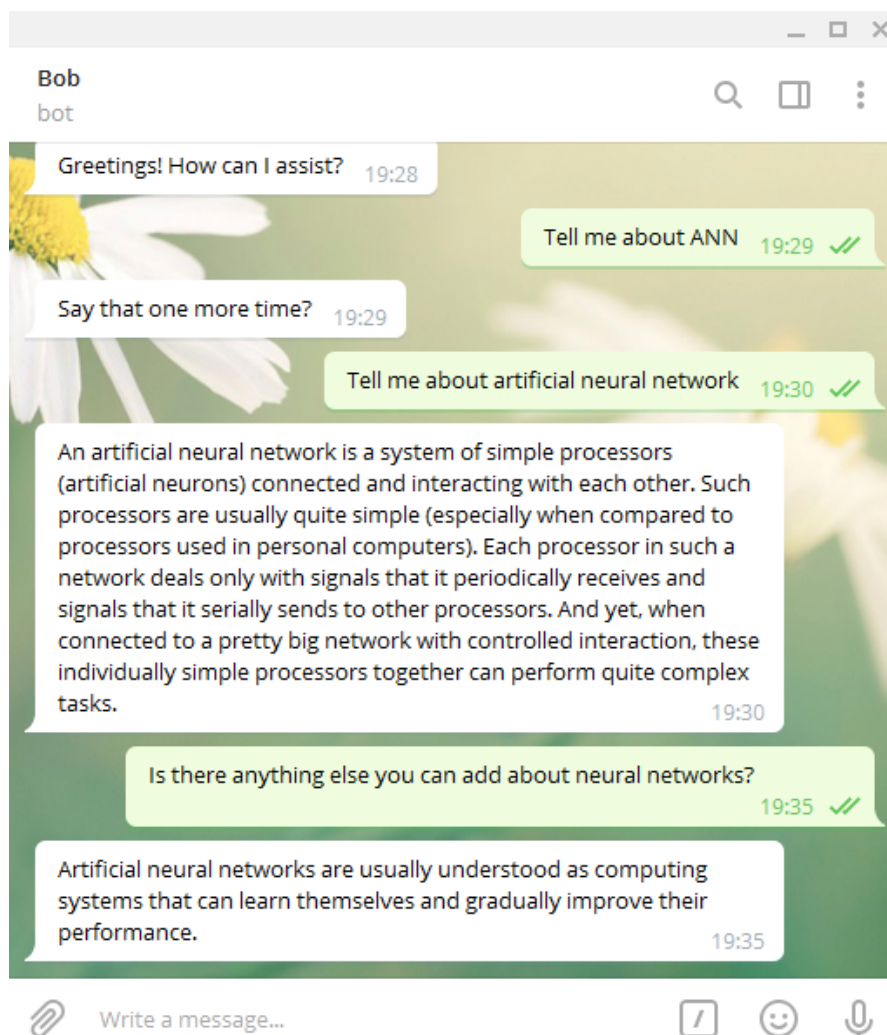 Bob
bot
Greetings! How can I assist? 19:28
Tell me about ANN 19:29
Say that one more time? 19:29
Tell me about artificial neural network 19:30
An artificial neural network is a system of simple processors
(artificial neurons) connected and interacting with each other. Such
processors are usually quite simple (especially when compared to
processors used in personal computers). Each processor in such a
network deals only with signals that it periodically receives and
signals that it serially sends to other processors. And yet, when
connected to a pretty big network with controlled interaction, these
individually simple processors together can perform quite complex
tasks. 19:30
Is there anything else you can add about neural networks?
19:35
Artificial neural networks are usually understood as computing
systems that can learn themselves and gradually improve their
performance. 19:35
Write a message...